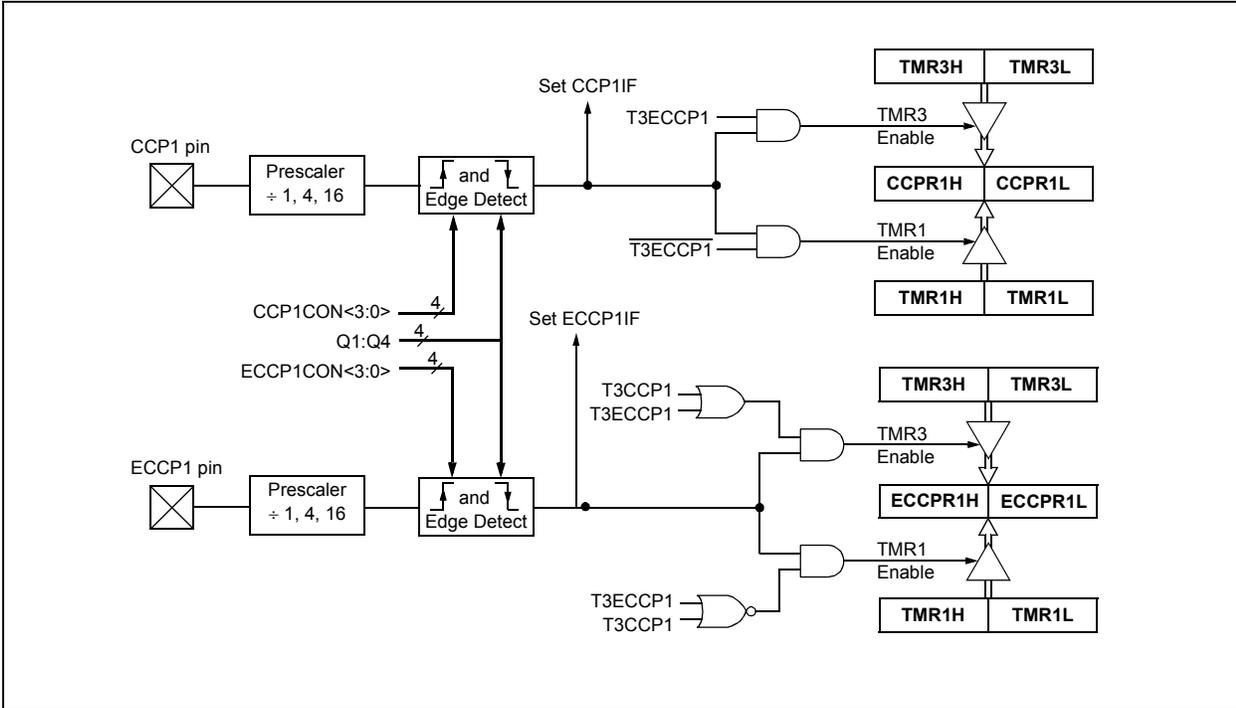 TMR3H TMR3L
Set CCP1IF
T3ECCP1
TMR3
Enable
CCP1 pin
Prescaler
÷ 1, 4, 16
and
Edge Detect
CCPR1H CCPR1L
T3ECCP1
TMR1
Enable
TMR1H TMR1L
CCP1CON<3:0> 4
Q1:Q4 4
ECCP1CON<3:0> 4
Set ECCP1IF
TMR3H TMR3L
T3CCP1
T3ECCP1
TMR3
Enable
ECCP1 pin
Prescaler
÷ 1, 4, 16
and
Edge Detect
ECCPR1H ECCPR1L
TMR1
Enable
T3ECCP1
T3CCP1
TMR1H TMR1L